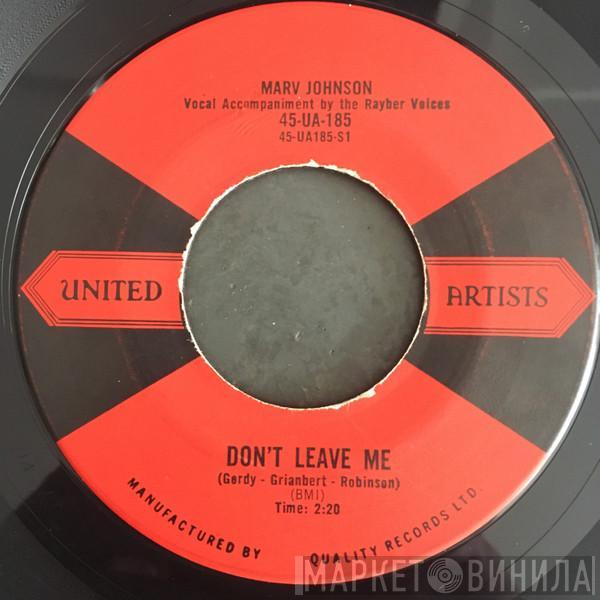 MARV JOHNSON
Vocal Accompaniment by the Rayber Voices
45-UA-185
45-UA185-S1
UNITED ARTISTS
DON'T LEAVE ME
(Gordy - Grianbert - Robinson)
(BMI)
Time: 2:20
MANUFACTURED BY QUALITY RECORDS LTD.
МАРКЕТ ВИНИЛА